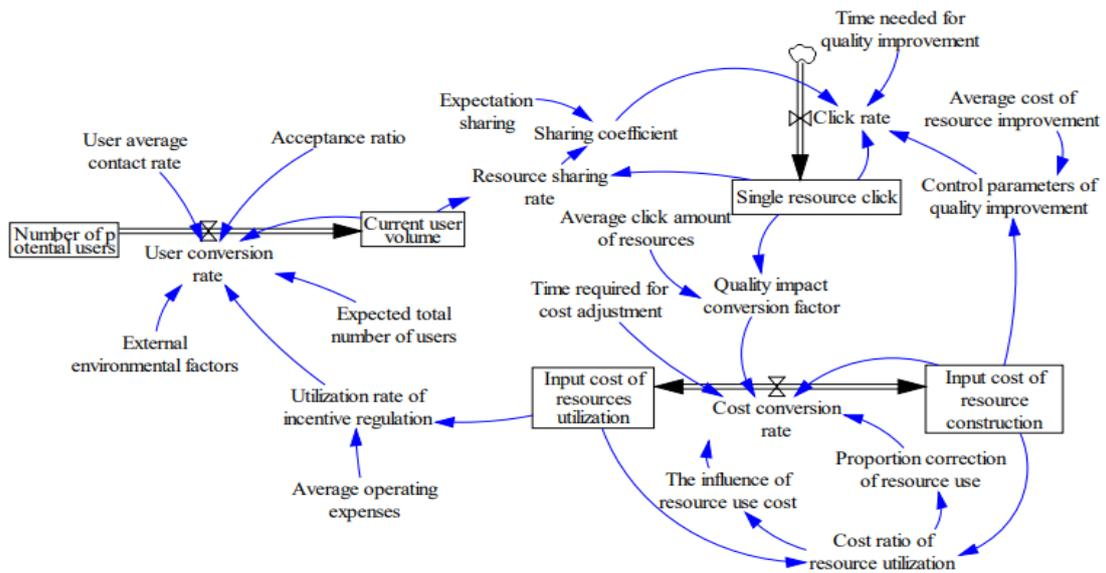 Time needed for
quality improvement
Expectation
sharing
Sharing coefficient
Click rate
Average cost of
resource improvement
User average
contact rate
Acceptance ratio
Resource sharing
rate
Single resource click
Control parameters of
quality improvement
Number of p
otential users
Current user
volume
Average click amount
of resources
User conversion
rate
Time required for
cost adjustment
Quality impact
conversion factor
Expected total
number of users
External
environmental factors
Utilization rate of
incentive regulation
Input cost of
resources
utilization
Cost conversion
rate
Input cost of
resource
construction
Average operating
expenses
The influence of
resource use cost
Proportion correction
of resource use
Cost ratio of
resource utilization